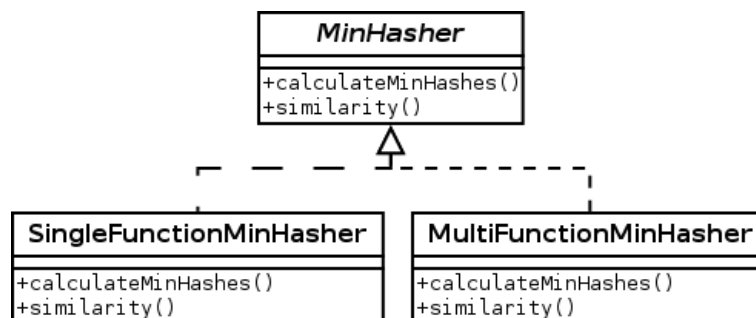 MinHasher
+calculateMinHashes()
+similarity()
SingleFunctionMinHasher
+calculateMinHashes()
+similarity()
MultiFunctionMinHasher
+calculateMinHashes()
+similarity()